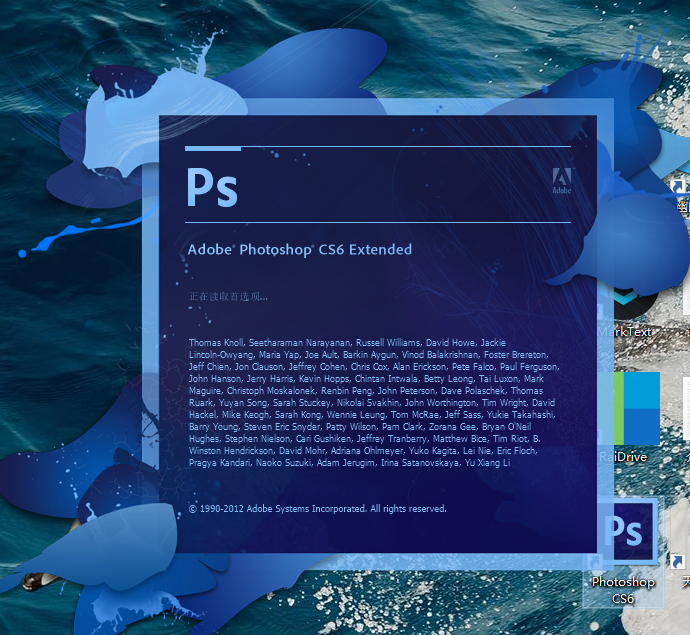 Ps
Adobe
Adobe® Photoshop® CS6 Extended
正在读取首选项...
Thomas Knoll, Seetharaman Narayanan, Russell Williams, David Howe, Jackie
Lincoln-Owyang, Maria Yap, Joe Ault, Barkin Aygun, Vinod Balakrishnan, Foster Brereton,
Jeff Chien, Jon Clauson, Jeffrey Cohen, Chris Cox, Alan Erickson, Pete Falco, Paul Ferguson,
John Hanson, Jerry Harris, Kevin Hopps, Chintan Intwala, Betty Leong, Tai Luxon, Mark
Maguire, Christoph Moskalonek, Renbin Peng, John Peterson, Dave Polaschek, Thomas
Ruark, Yuyan Song, Sarah Stuckey, Nikolai Svakhin, John Worthington, Tim Wright, David
Hackel, Mike Keogh, Sarah Kong, Wennie Leung, Tom McRae, Jeff Sass, Yukie Takahashi,
Barry Young, Steven Eric Snyder, Patty Wilson, Pam Clark, Zorana Gee, Bryan O'Neil
Hughes, Stephen Nielson, Cari Gushiken, Jeffrey Tranberry, Matthew Bice, Tim Riot, B.
Winston Hendrickson, David Mohr, Adriana Ohlmeyer, Yuko Kagita, Lei Nie, Eric Floch,
Pragya Kandari, Naoko Suzuki, Adam Jerugim, Irina Satanovskaya, Yu Xiang Li
© 1990-2012 Adobe Systems Incorporated. All rights reserved.
MarkText
RaiDrive
Ps
Photoshop
CS6